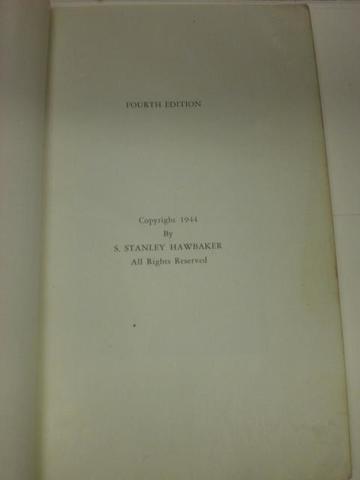 FOURTH EDITION
Copyright 1944
By
S. STANLEY HAWBAKER
All Rights Reserved